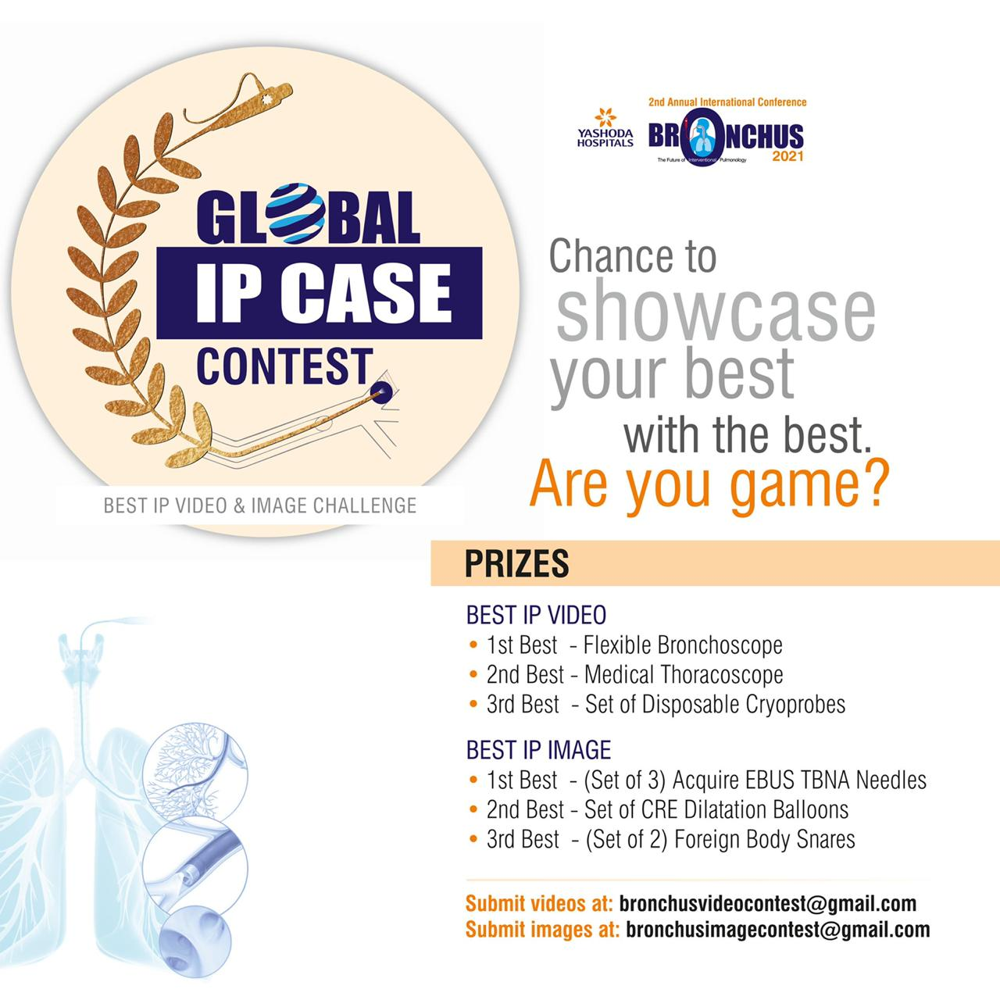 GLOBAL
IP CASE
CONTEST
BEST IP VIDEO & IMAGE CHALLENGE
YASHODA
HOSPITALS
2nd Annual International Conference
BRONCHUS
2021
The Future of Interventional Pulmonology
Chance to
showcase
your best
with the best.
Are you game?
PRIZES
BEST IP VIDEO
• 1st Best - Flexible Bronchoscope
• 2nd Best - Medical Thoracoscope
• 3rd Best - Set of Disposable Cryoprobes
BEST IP IMAGE
• 1st Best - (Set of 3) Acquire EBUS TBNA Needles
• 2nd Best - Set of CRE Dilatation Balloons
• 3rd Best - (Set of 2) Foreign Body Snares
Submit videos at: bronchusvideocontest@gmail.com
Submit images at: bronchusimagecontest@gmail.com